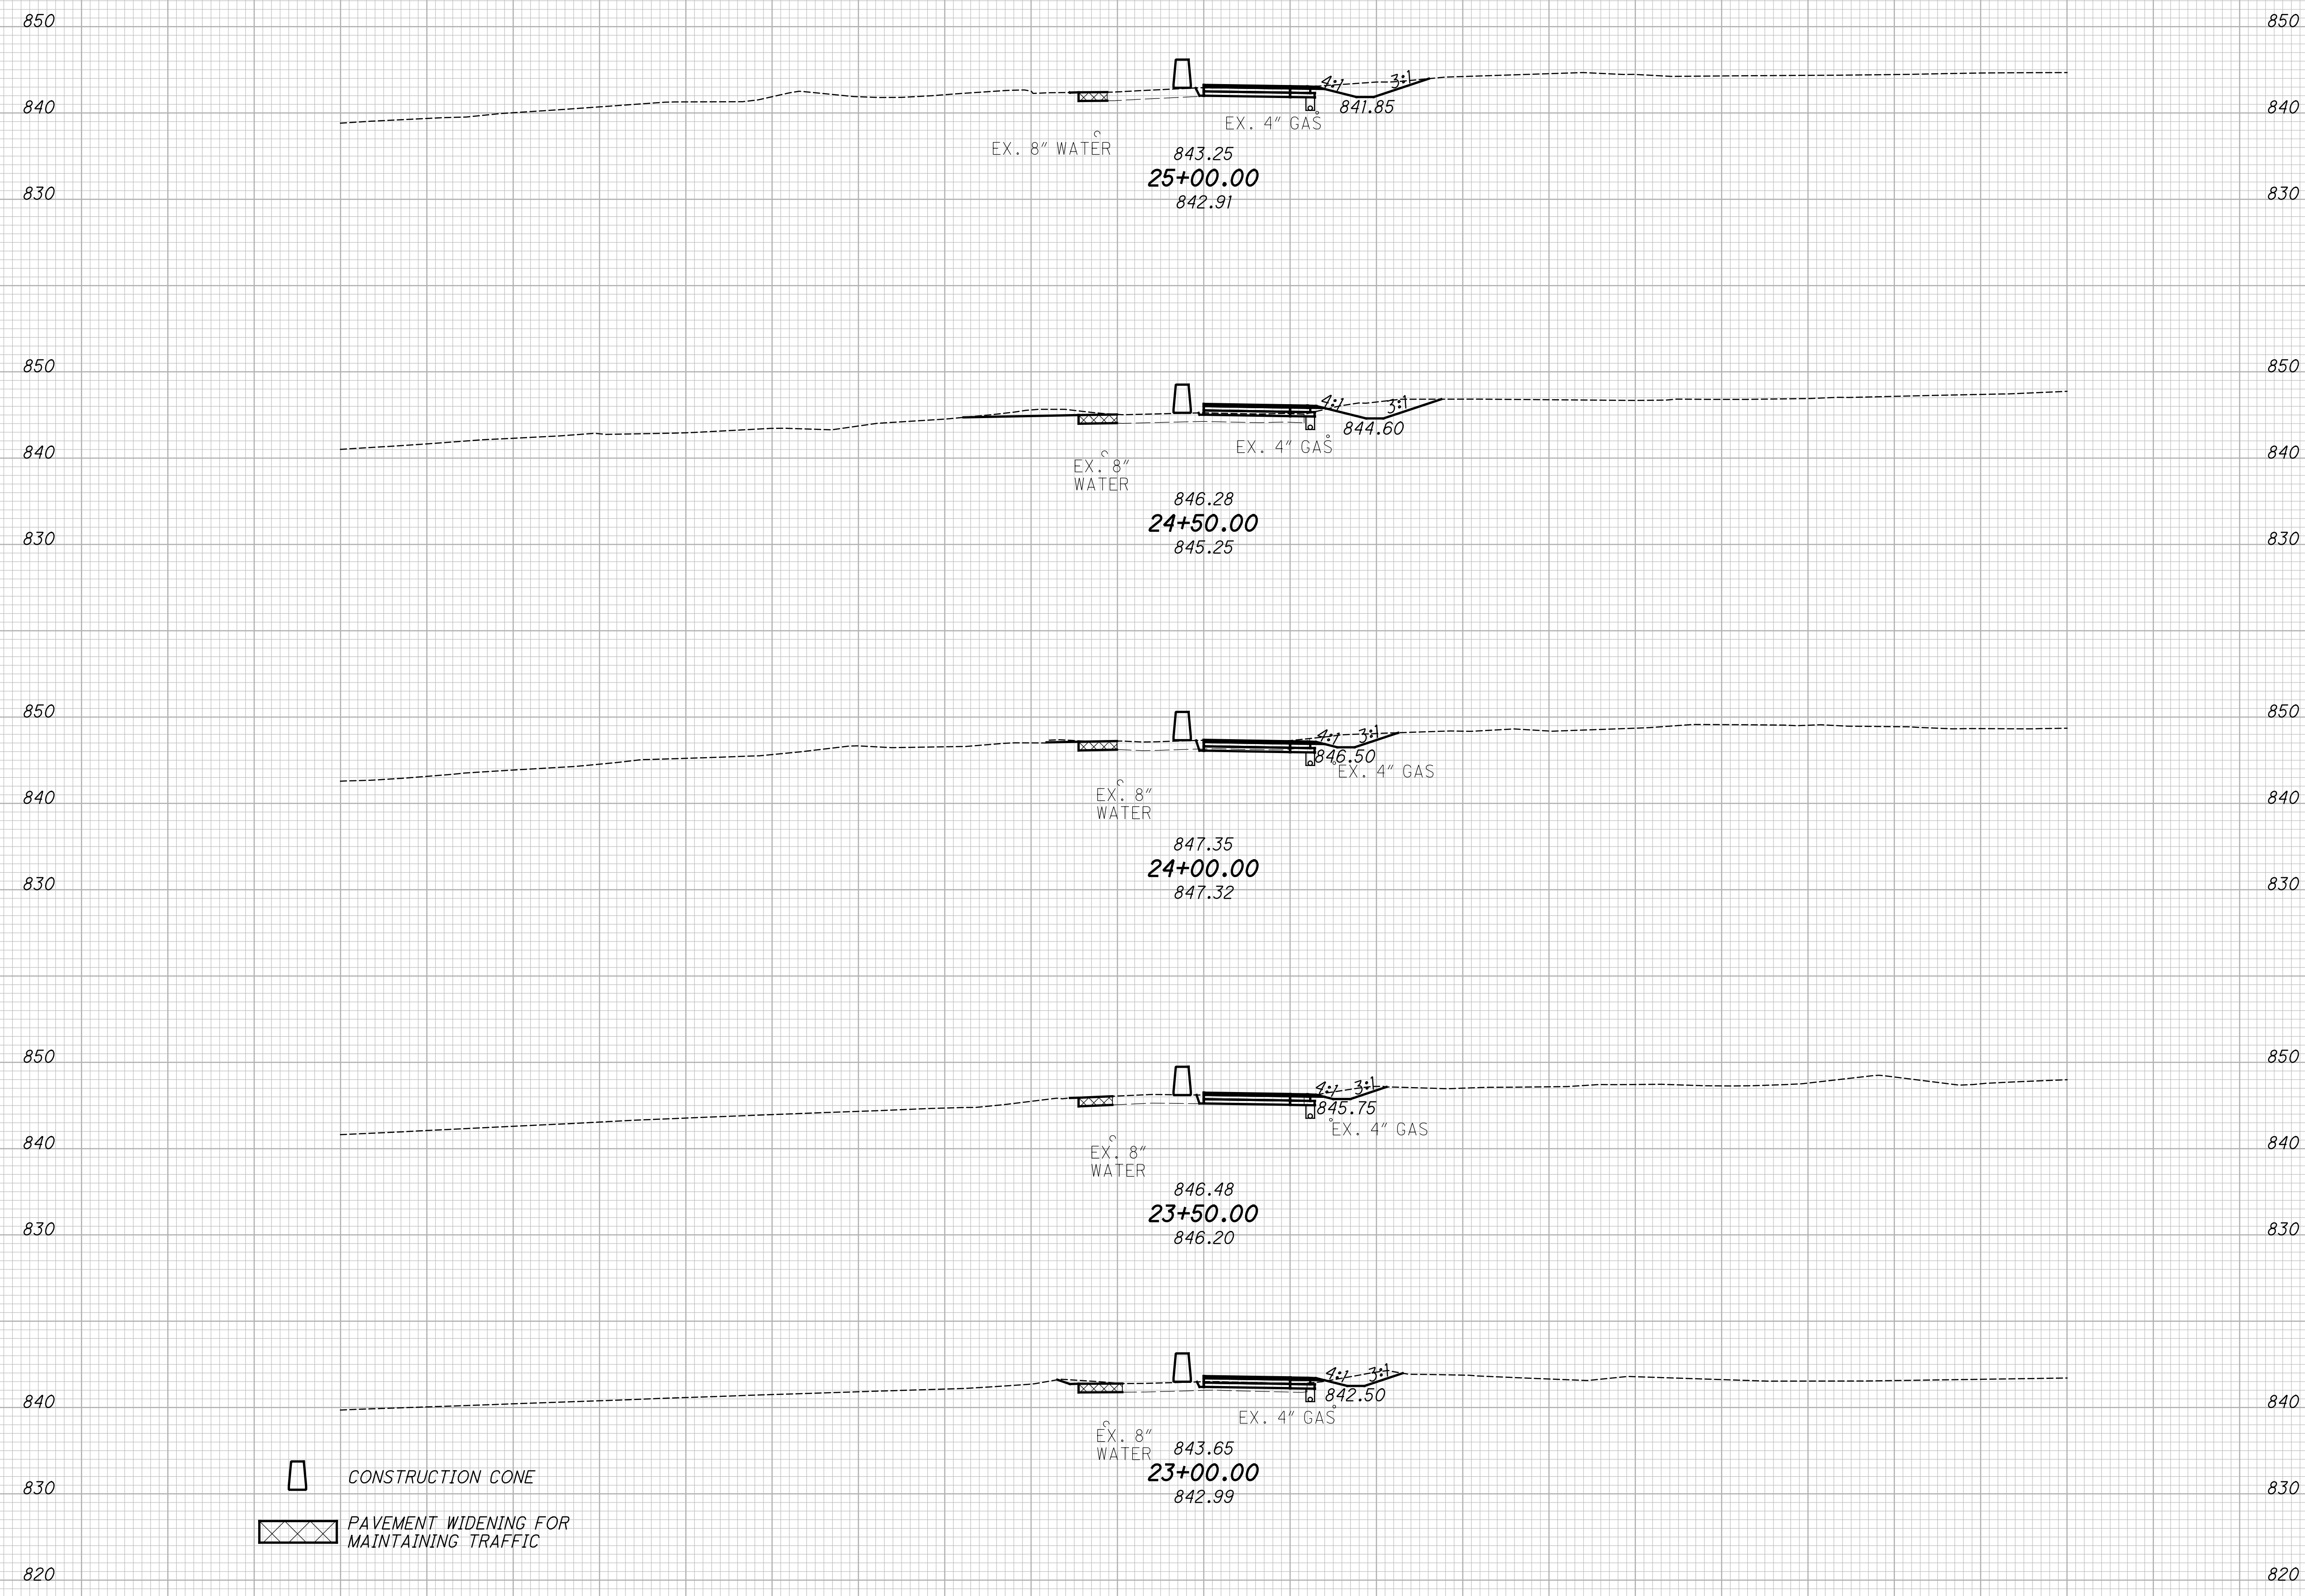 850 850
4:1 3:1
840 841.85 840
EX. 4" GAS
EX. 8" WATER
843.25
25+00.00
830 830
842.91
850 850
4:1 3:1
844.60
840 EX. 4" GAS 840
EX. 8"
WATER
846.28
24+50.00
830 830
845.25
850 850
4:1 3:1
846.50
EX. 4" GAS
840 EX. 8" 840
WATER
847.35
24+00.00
830 830
847.32
850 850
4:1 3:1
845.75
EX. 4" GAS
840 840
EX. 8"
WATER
846.48
23+50.00
830 830
846.20
4:1 3:1
842.50
840 840
EX. 4" GAS
EX. 8"
WATER 843.65
23+00.00
CONSTRUCTION CONE
830 830
842.99
PAVEMENT WIDENING FOR
MAINTAINING TRAFFIC
820 820